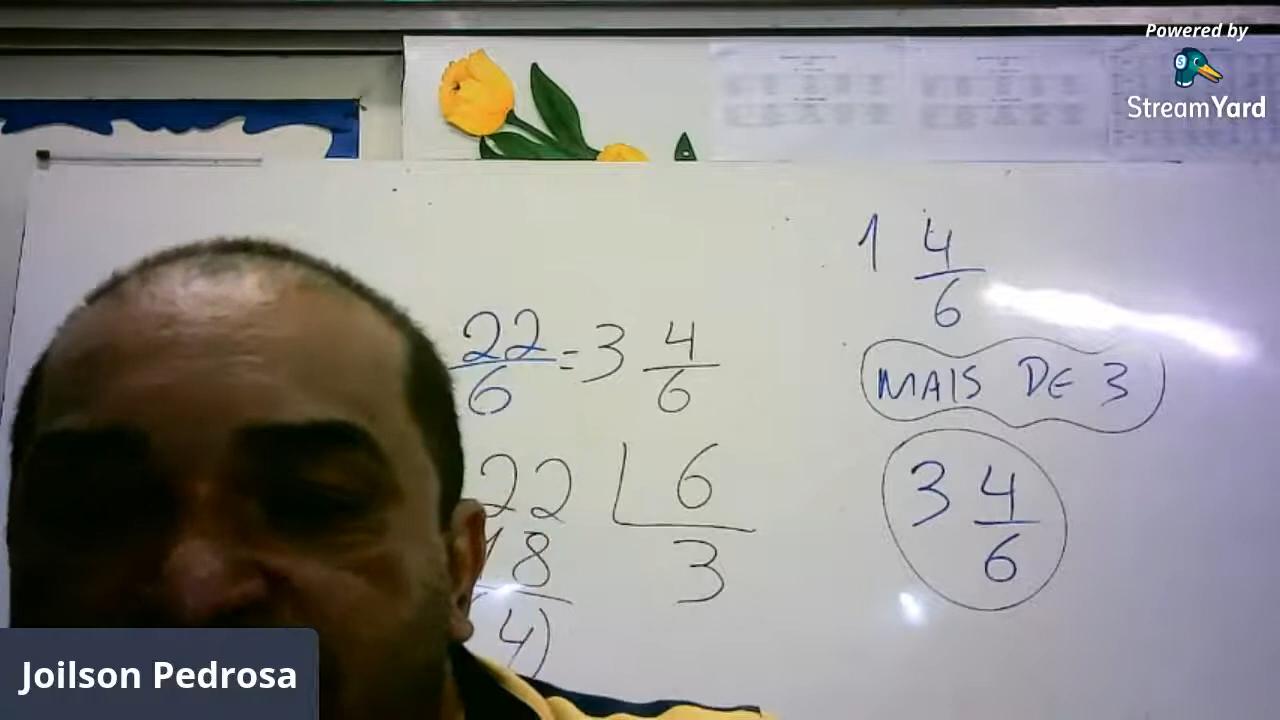 Powered by
StreamYard
1 4/6
22/6 = 3 4/6
MAIS DE 3
22 6
18 3
4
3 4/6
Joilson Pedrosa